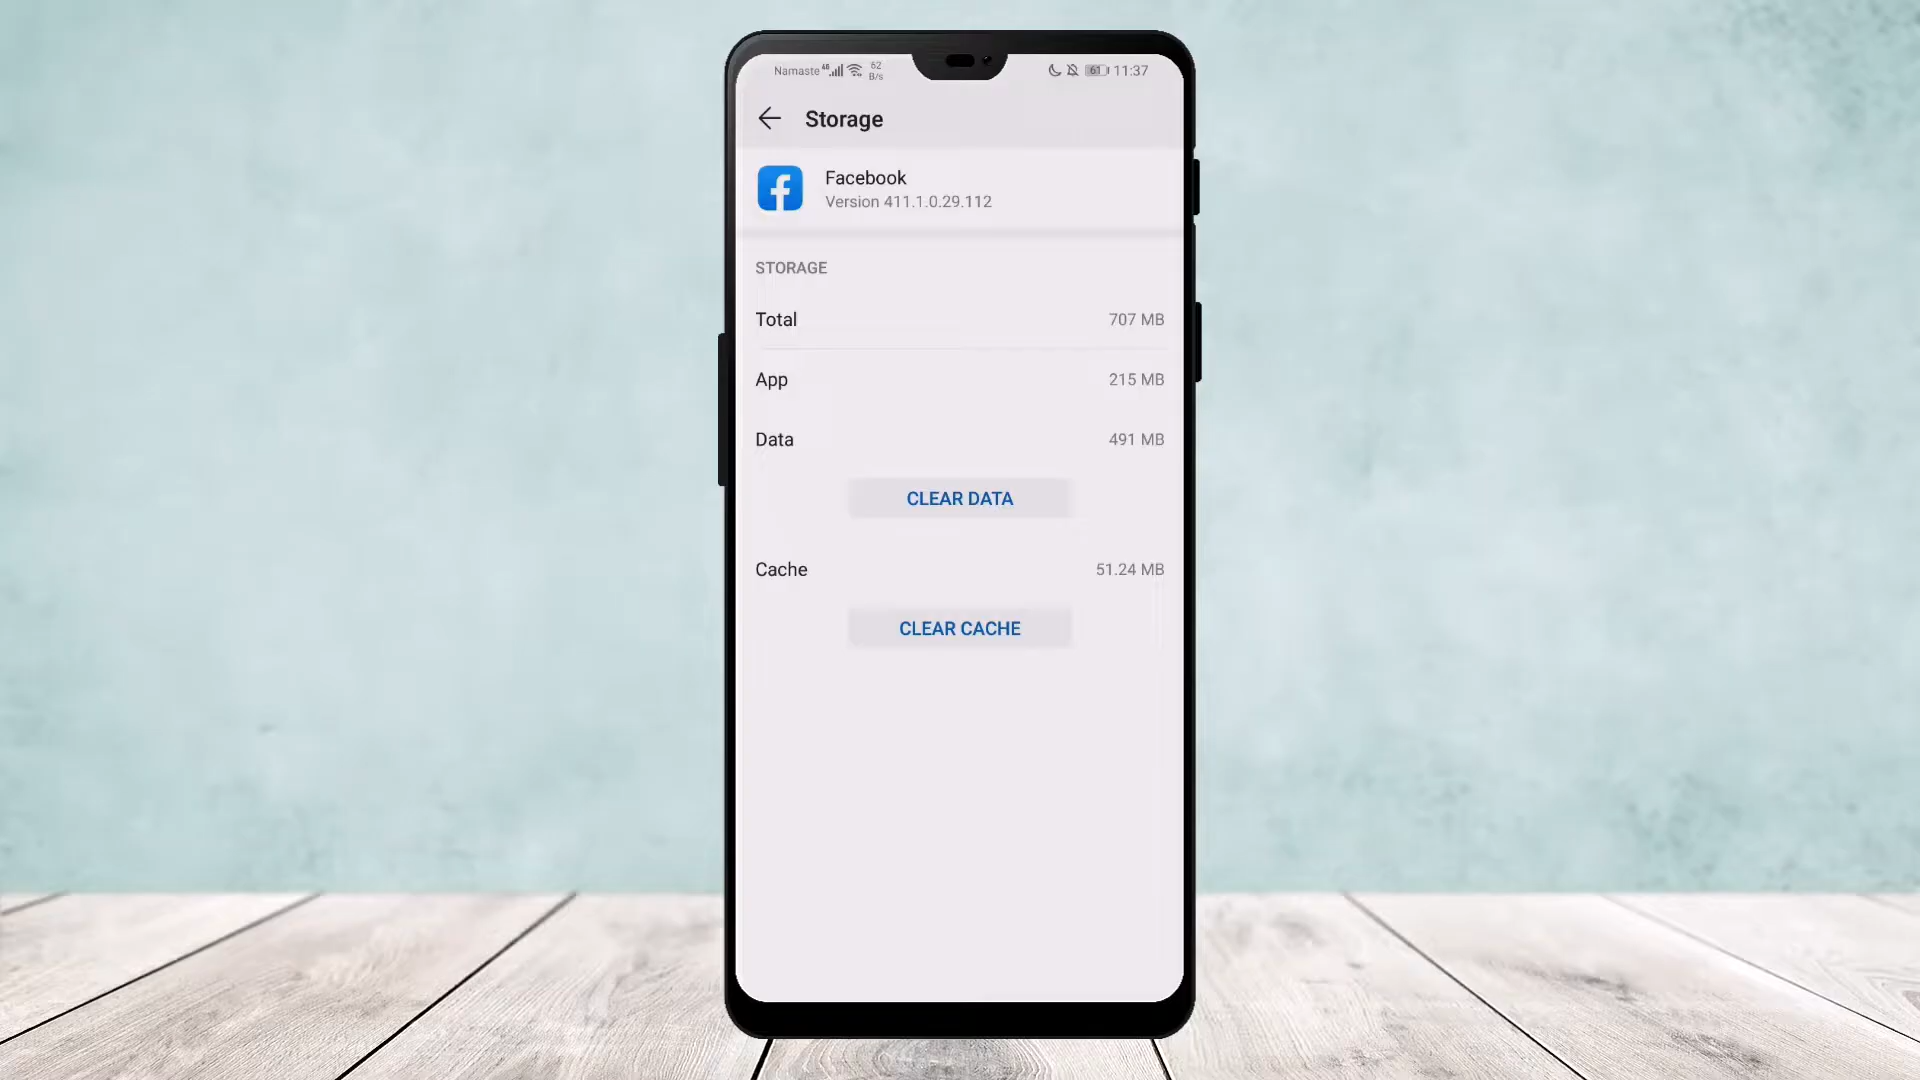 Namaste 4G 62 B/s 61 11:37
Storage
Facebook
Version 411.1.0.29.112
STORAGE
Total 707 MB
App 215 MB
Data 491 MB
CLEAR DATA
Cache 51.24 MB
CLEAR CACHE